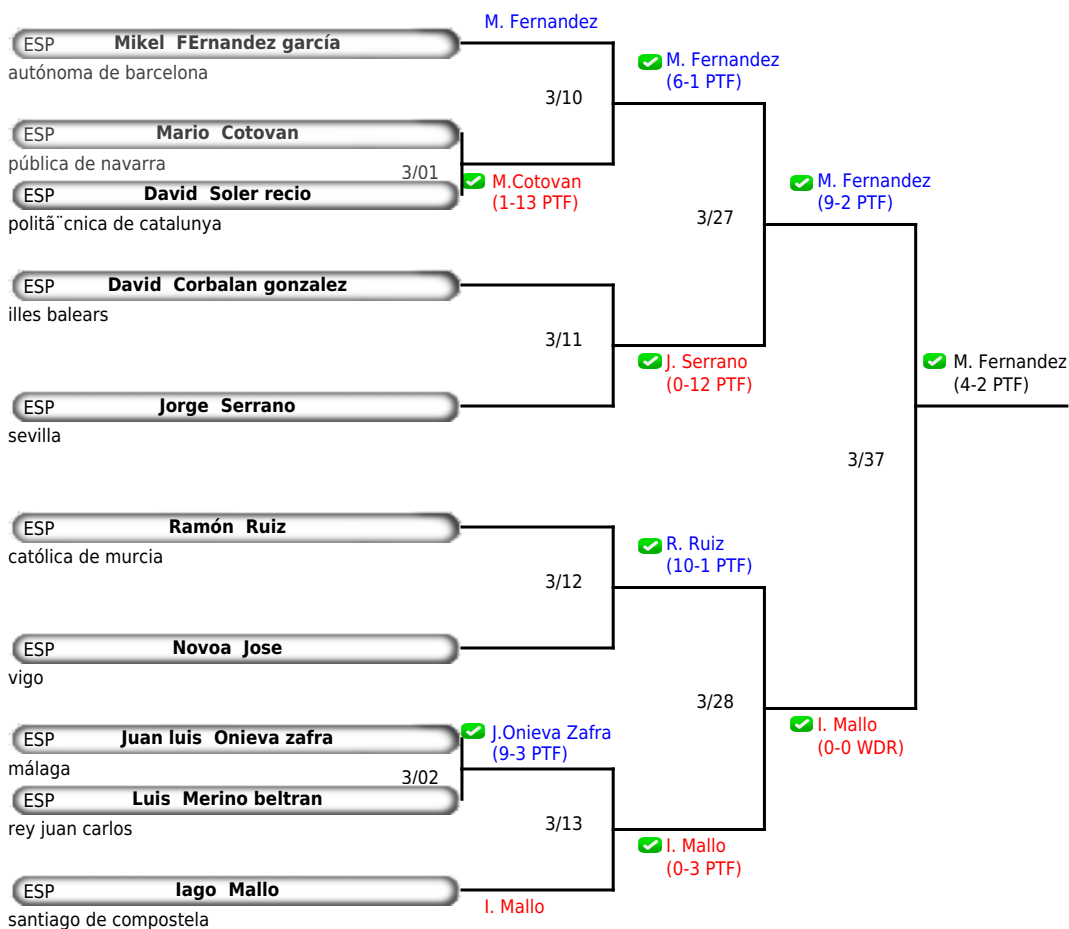 M. Fernandez
ESP Mikel FErnandez garcía
autónoma de barcelona
M. Fernandez
(6-1 PTF)
3/10
ESP Mario Cotovan
pública de navarra
3/01
M.Cotovan
(1-13 PTF)
ESP David Soler recio
politã¨cnica de catalunya
M. Fernandez
(9-2 PTF)
3/27
ESP David Corbalan gonzalez
illes balears
3/11
J. Serrano
(0-12 PTF)
ESP Jorge Serrano
sevilla
M. Fernandez
(4-2 PTF)
3/37
ESP Ramón Ruiz
católica de murcia
R. Ruiz
(10-1 PTF)
3/12
ESP Novoa Jose
vigo
3/28
I. Mallo
(0-0 WDR)
ESP Juan luis Onieva zafra
málaga
J.Onieva Zafra
(9-3 PTF)
3/02
ESP Luis Merino beltran
rey juan carlos
3/13
I. Mallo
(0-3 PTF)
ESP Iago Mallo
santiago de compostela
I. Mallo